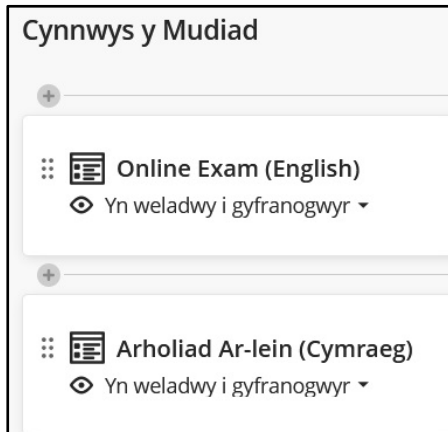 Cynnwys y Mudiad
Online Exam (English)
Yn weladwy i gyfranogwyr
Arholiad Ar-lein (Cymraeg)
Yn weladwy i gyfranogwyr